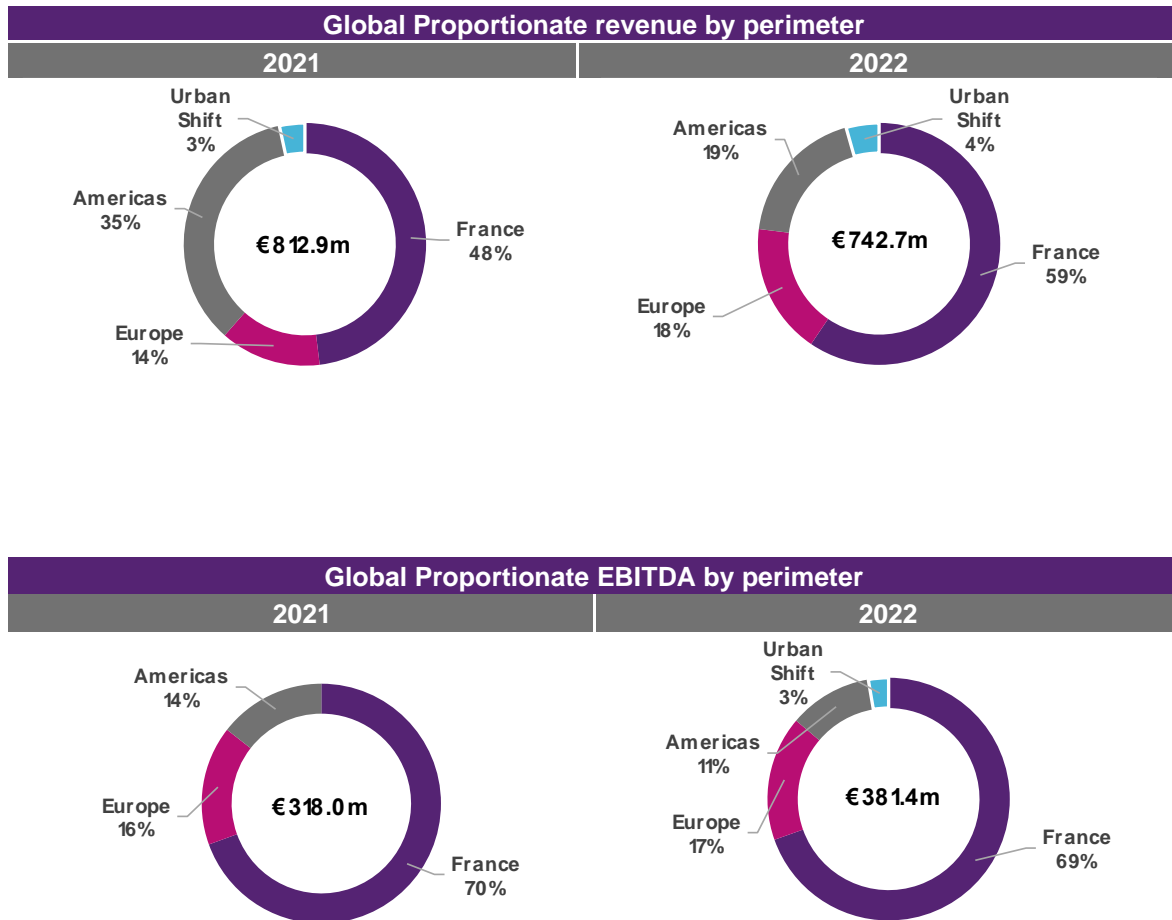 Global Proportionate revenue by perimeter
2021
2022
Urban
Shift
3%
Americas
35%
€812.9m
France
48%
Europe
14%
Urban
Shift
4%
Americas
19%
€742.7m
France
59%
Europe
18%
Global Proportionate EBITDA by perimeter
2021
2022
Americas
14%
€318.0m
Europe
16%
France
70%
Urban
Shift
3%
Americas
11%
€381.4m
Europe
17%
France
69%